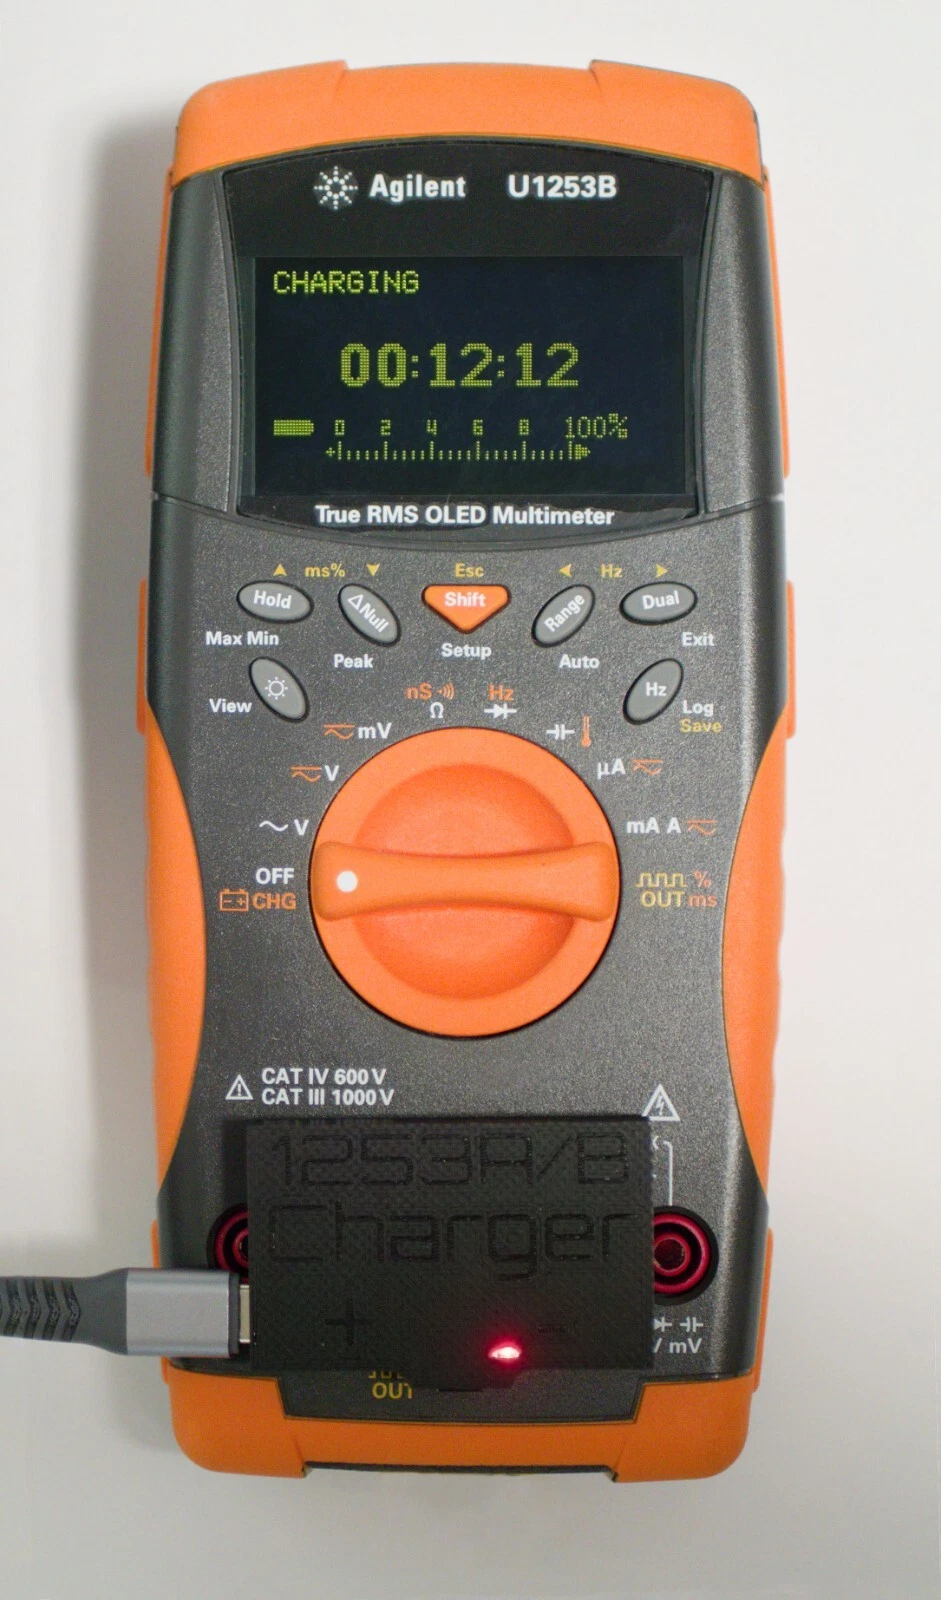 Agilent U1253B
CHARGING
00:12:12
0 2 4 6 8 100%
True RMS OLED Multimeter
ms% Esc Hz
Hold ΔNull Shift Range Dual
Max Min Peak Setup Auto Exit
View Hz Log
Save
nS Ω Hz
mV
V
~ V
OFF
CHG
µA
mA A
% OUT ms
CAT IV 600 V
CAT III 1000 V
1253A/B
Charger
+ -
V mV
OUT